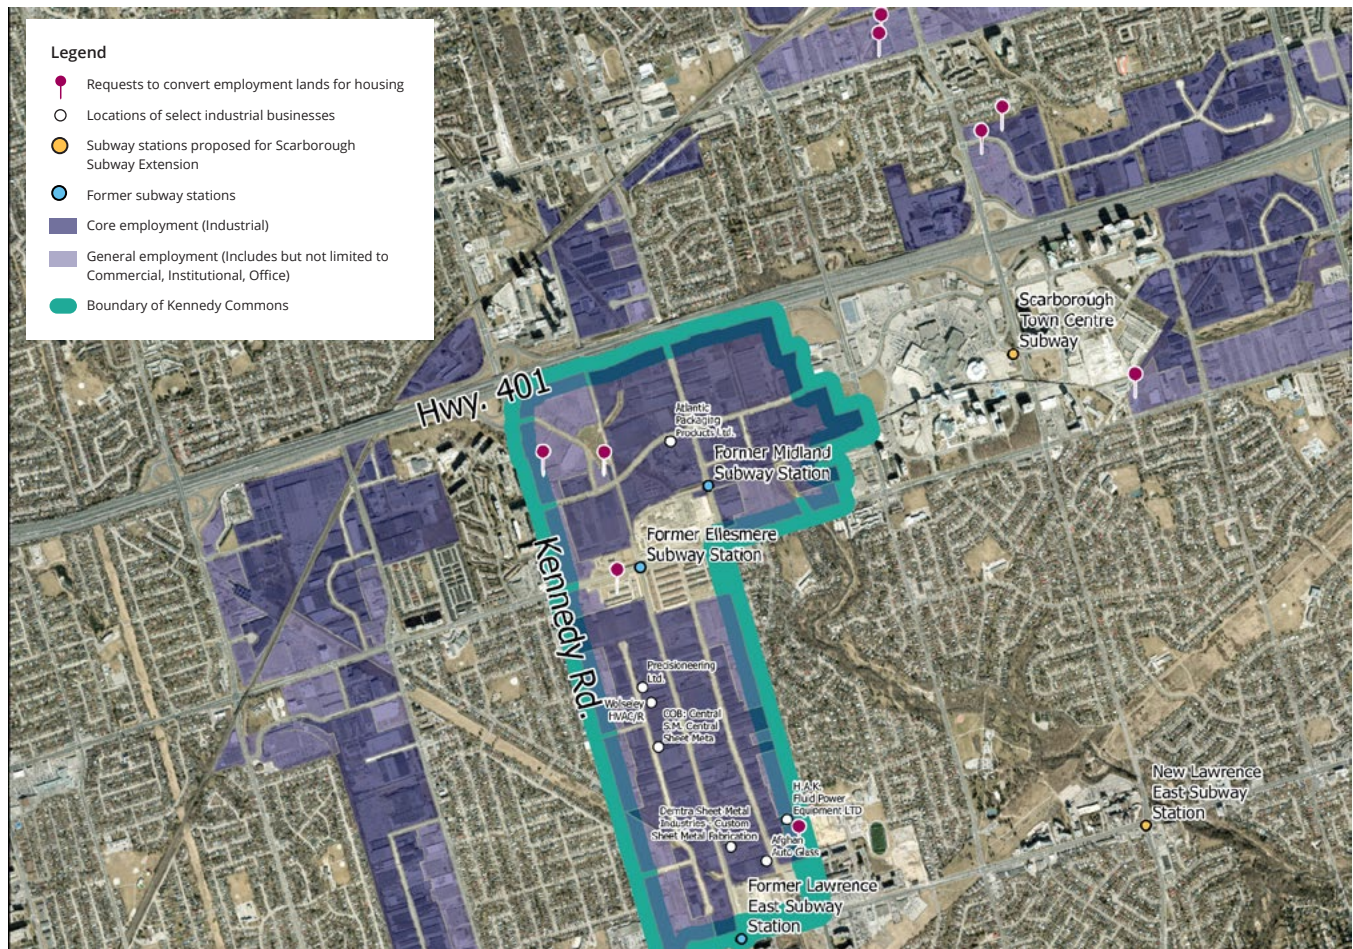 Legend
Requests to convert employment lands for housing
Locations of select industrial businesses
Subway stations proposed for Scarborough
Subway Extension
Former subway stations
Core employment (Industrial)
General employment (Includes but not limited to
Commercial, Institutional, Office)
Boundary of Kennedy Commons
Scarborough
Town Centre
Subway
Hwy. 401
Atlantic
Packaging
Products Ltd.
Former Midland
Subway Station
Former Ellesmere
Subway Station
Kennedy Rd.
Precisioneering
Ltd.
Wolseley
HVAC/R
COB: Central
S.M. Central
Sheet Meta
New Lawrence
East Subway
Station
H.A.K.
Fluid Power
Equipment LTD
Demtra Sheet Metal
Industries - Custom
Sheet Metal Fabrication
Afghan
Auto Glass
Former Lawrence
East Subway
Station